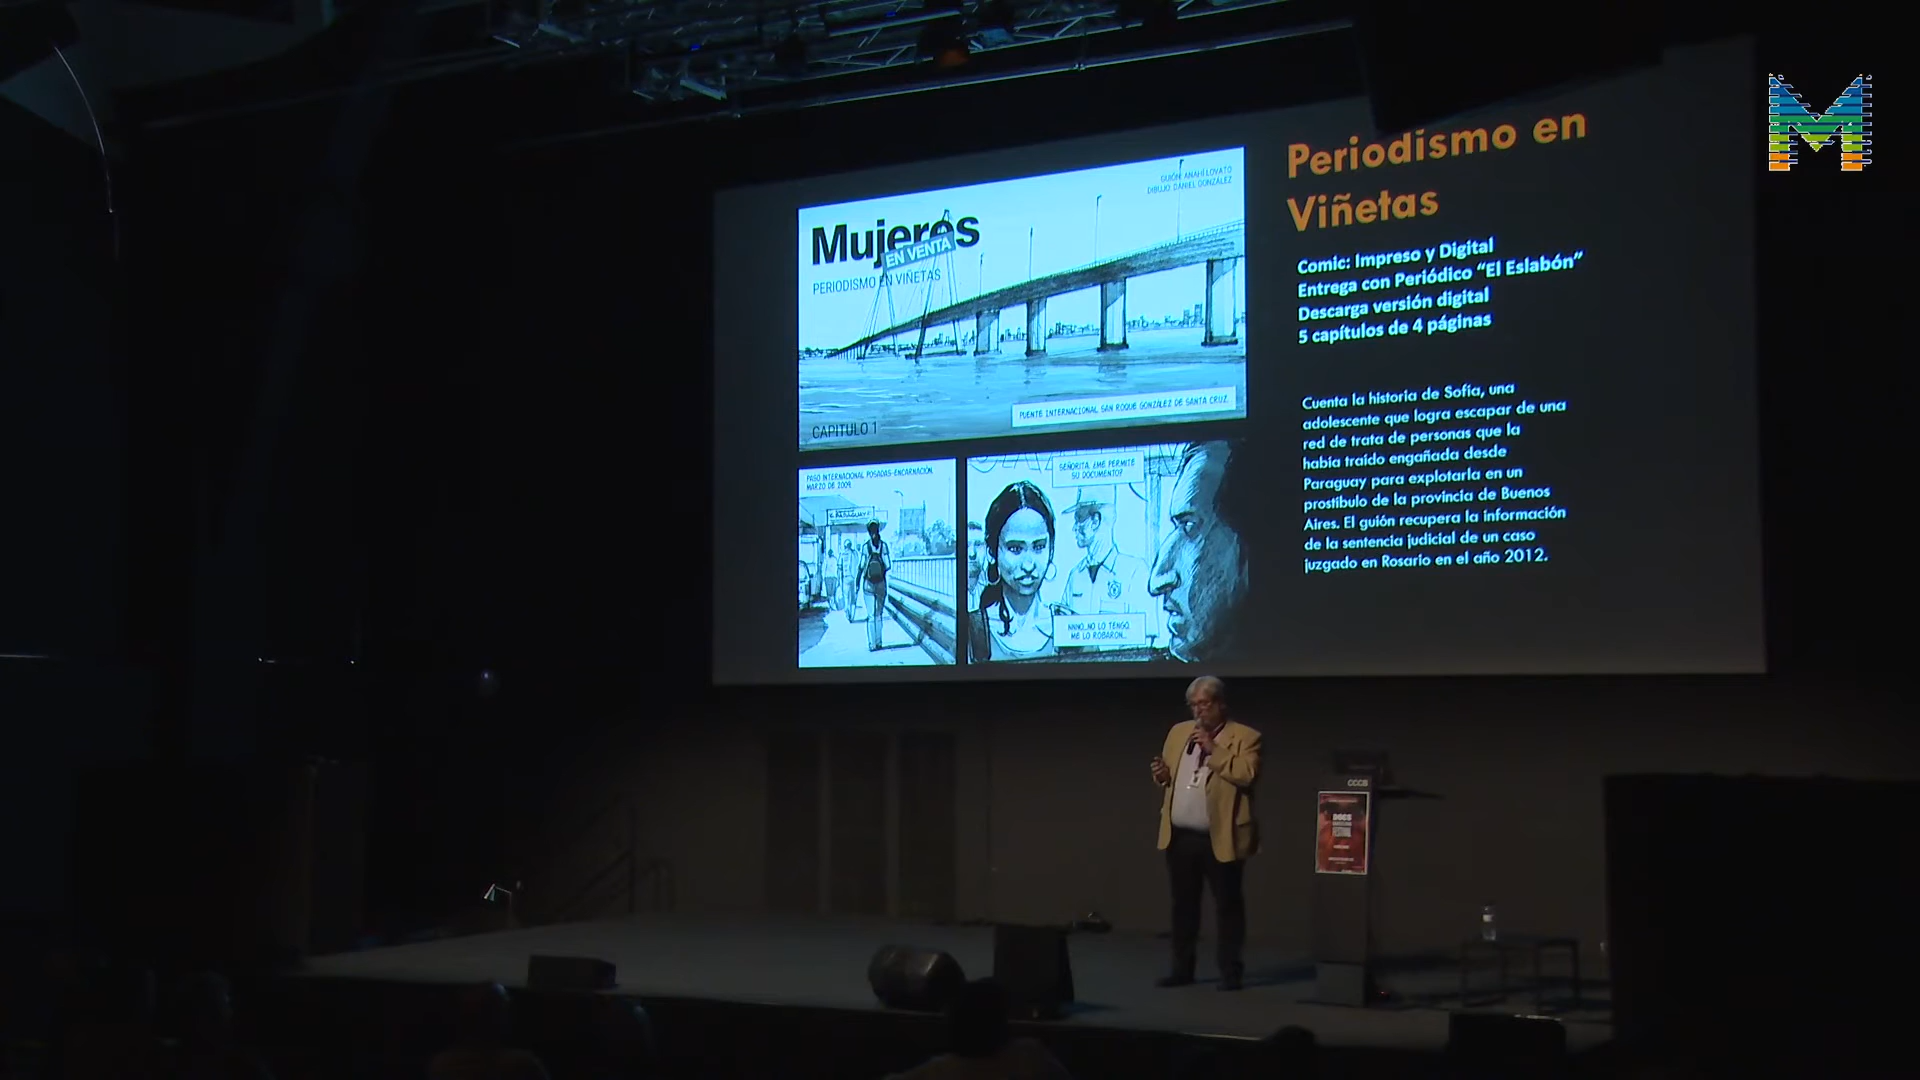 Periodismo en
Viñetas
Comic: Impreso y Digital
Entrega con Periódico “El Eslabón”
Descarga versión digital
5 capítulos de 4 páginas
Cuenta la historia de Sofía, una
adolescente que logra escapar de una
red de trata de personas que la
había traído engañada desde
Paraguay para explotarla en un
prostíbulo de la provincia de Buenos
Aires. El guión recupera la información
de la sentencia judicial de un caso
juzgado en Rosario en el año 2012.
GUIÓN: ANAHÍ LOVATO
DIBUJO: DANIEL GONZÁLEZ
Mujeres
EN VENTA
PERIODISMO EN VIÑETAS
PUENTE INTERNACIONAL SAN ROQUE GONZÁLEZ DE SANTA CRUZ.
CAPITULO 1
PASO INTERNACIONAL POSADAS-ENCARNACIÓN.
MARZO DE 2009.
PARAGUAY
SEÑORITA, ¿ME PERMITE
SU DOCUMENTO?
NNNO...NO LO TENGO,
ME LO ROBARON...
M
CCCB
DOCS
FESTIVAL